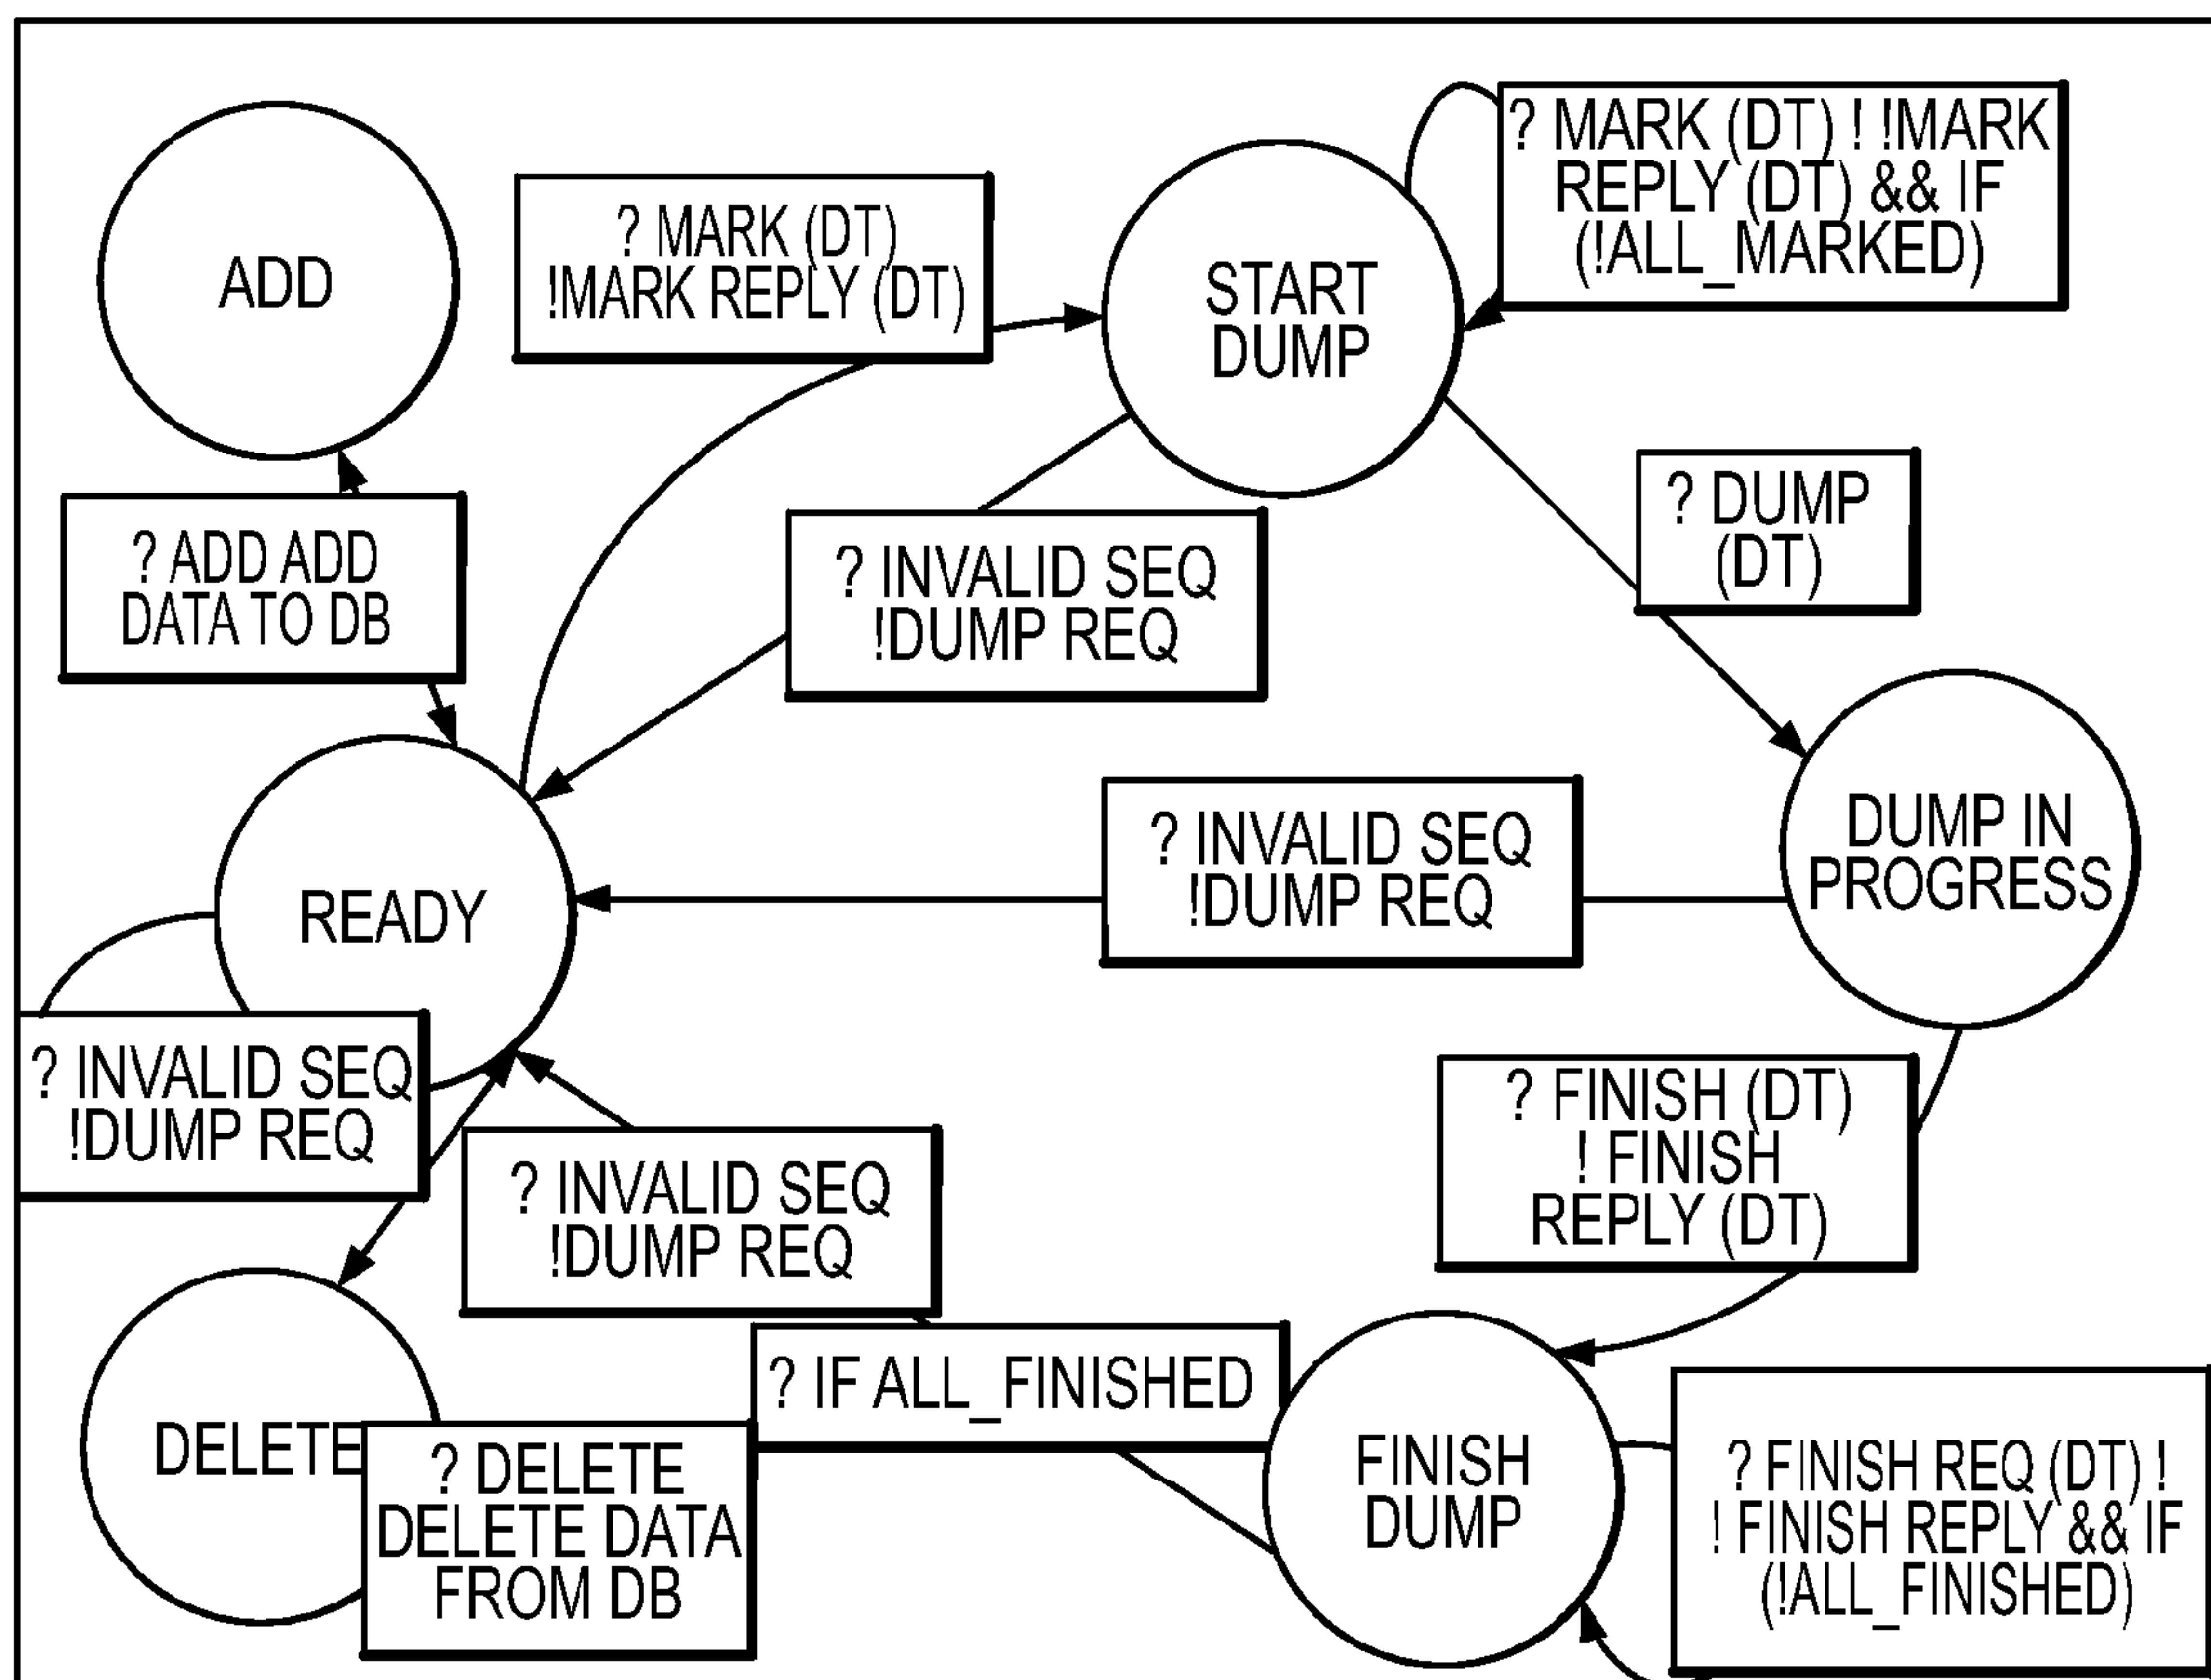 ADD
? MARK (DT)
!MARK REPLY (DT)
START
DUMP
? MARK (DT) ! !MARK
REPLY (DT) && IF
(!ALL_MARKED)
? ADD ADD
DATA TO DB
? INVALID SEQ
!DUMP REQ
? DUMP
(DT)
READY
? INVALID SEQ
!DUMP REQ
DUMP IN
PROGRESS
? INVALID SEQ
!DUMP REQ
? INVALID SEQ
!DUMP REQ
? FINISH (DT)
! FINISH
REPLY (DT)
DELETE
? DELETE
DELETE DATA
FROM DB
? IF ALL_FINISHED
FINISH
DUMP
? FINISH REQ (DT) !
! FINISH REPLY && IF
(!ALL_FINISHED)